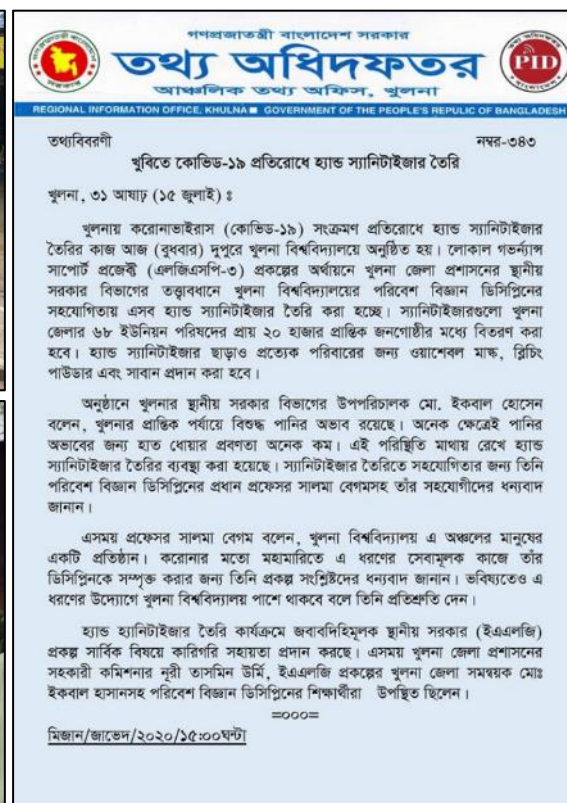 গণপ্রজাতন্ত্রী বাংলাদেশ সরকার
তথ্য অধিদফতর
আঞ্চলিক তথ্য অফিস, খুলনা
PID
REGIONAL INFORMATION OFFICE, KHULNA ■ GOVERNMENT OF THE PEOPLE'S REPULIC OF BANGLADESH
তথ্যবিবরণী নম্বর-৩৪৩
খুবিতে কোভিড-১৯ প্রতিরোধে হ্যান্ড স্যানিটাইজার তৈরি
খুলনা, ৩১ আষাঢ় (১৫ জুলাই) ঃ
খুলনায় করোনাভাইরাস (কোভিড-১৯) সংক্রমণ প্রতিরোধে হ্যান্ড স্যানিটাইজার
তৈরির কাজ আজ (বুধবার) দুপুরে খুলনা বিশ্ববিদ্যালয়ে অনুষ্ঠিত হয়। লোকাল গভর্ন্যান্স
সাপোর্ট প্রজেক্ট (এলজিএসপি-৩) প্রকল্পের অর্থায়নে খুলনা জেলা প্রশাসনের স্থানীয়
সরকার বিভাগের তত্ত্বাবধানে খুলনা বিশ্ববিদ্যালয়ের পরিবেশ বিজ্ঞান ডিসিপ্লিনের
সহযোগিতায় এসব হ্যান্ড স্যানিটাইজার তৈরি করা হচ্ছে। স্যানিটাইজারগুলো খুলনা
জেলার ৬৮ ইউনিয়ন পরিষদের প্রায় ২০ হাজার প্রান্তিক জনগোষ্ঠীর মধ্যে বিতরণ করা
হবে। হ্যান্ড স্যানিটাইজার ছাড়াও প্রত্যেক পরিবারের জন্য ওয়াশেবল মাস্ক, ব্লিচিং
পাউডার এবং সাবান প্রদান করা হবে।
অনুষ্ঠানে খুলনার স্থানীয় সরকার বিভাগের উপপরিচালক মো. ইকবাল হোসেন
বলেন, খুলনার প্রান্তিক পর্যায়ে বিশুদ্ধ পানির অভাব রয়েছে। অনেক ক্ষেত্রেই পানির
অভাবের জন্য হাত ধোয়ার প্রবণতা অনেক কম। এই পরিস্থিতি মাথায় রেখে হ্যান্ড
স্যানিটাইজার তৈরির ব্যবস্থা করা হয়েছে। স্যানিটাইজার তৈরিতে সহযোগিতার জন্য তিনি
পরিবেশ বিজ্ঞান ডিসিপ্লিনের প্রধান প্রফেসর সালমা বেগমসহ তাঁর সহযোগীদের ধন্যবাদ
জানান।
এসময় প্রফেসর সালমা বেগম বলেন, খুলনা বিশ্ববিদ্যালয় এ অঞ্চলের মানুষের
একটি প্রতিষ্ঠান। করোনার মতো মহামারিতে এ ধরণের সেবামূলক কাজে তাঁর
ডিসিপ্লিনকে সম্পৃক্ত করার জন্য তিনি প্রকল্প সংশ্লিষ্টদের ধন্যবাদ জানান। ভবিষ্যতেও এ
ধরণের উদ্যোগে খুলনা বিশ্ববিদ্যালয় পাশে থাকবে বলে তিনি প্রতিশ্রুতি দেন।
হ্যান্ড হ্যানিটাইজার তৈরি কার্যক্রমে জবাবদিহিমূলক স্থানীয় সরকার (ইএএলজি)
প্রকল্প সার্বিক বিষয়ে কারিগরি সহায়তা প্রদান করছে। এসময় খুলনা জেলা প্রশাসনের
সহকারী কমিশনার নূরী তাসমিন উর্মি, ইএএলজি প্রকল্পের খুলনা জেলা সমন্বয়ক মোঃ
ইকবাল হাসানসহ পরিবেশ বিজ্ঞান ডিসিপ্লিনের শিক্ষার্থীরা উপস্থিত ছিলেন।
=০০০=
মিজান/জাভেদ/২০২০/১৫:০০ঘন্টা